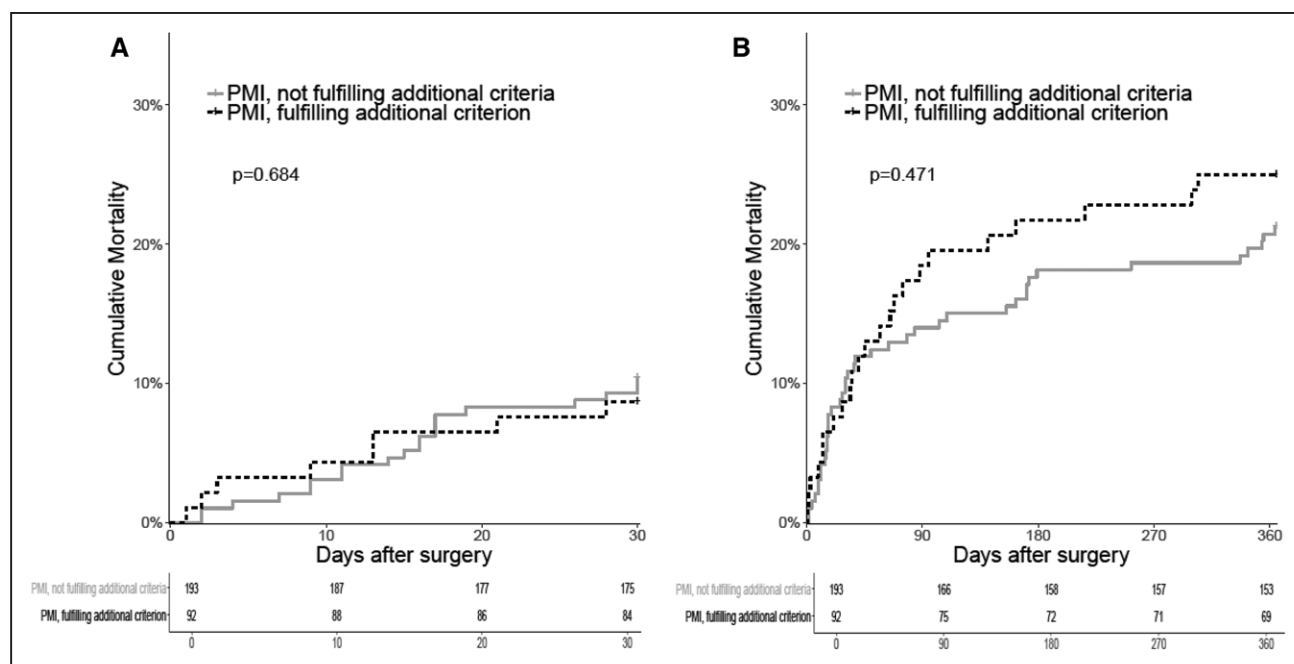 A
PMI, not fulfilling additional criteria
PMI, fulfilling additional criterion
p=0.684
Cumulative Mortality
30%
20%
10%
0%
0 10 20 30
Days after surgery
PMI, not fulfilling additional criteria 193 187 177 175
PMI, fulfilling additional criterion 92 88 86 84
0 10 20 30
B
PMI, not fulfilling additional criteria
PMI, fulfilling additional criterion
p=0.471
Cumulative Mortality
30%
20%
10%
0%
0 90 180 270 360
Days after surgery
PMI, not fulfilling additional criteria 193 166 158 157 153
PMI, fulfilling additional criterion 92 75 72 71 69
0 90 180 270 360